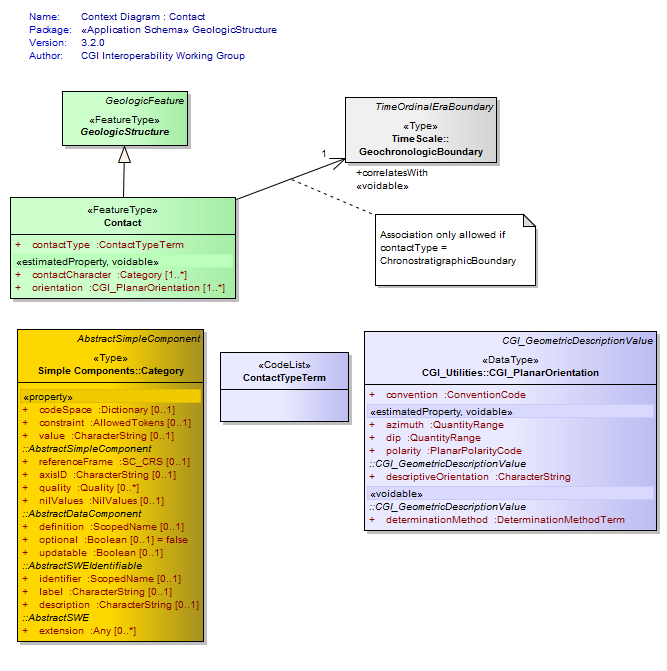 Name: Context Diagram : Contact
Package: «Application Schema» GeologicStructure
Version: 3.2.0
Author: CGI Interoperability Working Group
GeologicFeature
«FeatureType»
GeologicStructure
TimeOrdinalEraBoundary
«Type»
TimeScale::
GeochronologicBoundary
1
+correlatesWith
«voidable»
«FeatureType»
Contact
+ contactType :ContactTypeTerm
«estimatedProperty, voidable»
+ contactCharacter :Category [1..*]
+ orientation :CGI_PlanarOrientation [1..*]
Association only allowed if
contactType =
ChronostratigraphicBoundary
AbstractSimpleComponent
«Type»
Simple Components::Category
«property»
+ codeSpace :Dictionary [0..1]
+ constraint :AllowedTokens [0..1]
+ value :CharacterString [0..1]
::AbstractSimpleComponent
+ referenceFrame :SC_CRS [0..1]
+ axisID :CharacterString [0..1]
+ quality :Quality [0..*]
+ nilValues :NilValues [0..1]
::AbstractDataComponent
+ definition :ScopedName [0..1]
+ optional :Boolean [0..1] = false
+ updatable :Boolean [0..1]
::AbstractSWEIdentifiable
+ identifier :ScopedName [0..1]
+ label :CharacterString [0..1]
+ description :CharacterString [0..1]
::AbstractSWE
+ extension :Any [0..*]
«CodeList»
ContactTypeTerm
CGI_GeometricDescriptionValue
«DataType»
CGI_Utilities::CGI_PlanarOrientation
+ convention :ConventionCode
«estimatedProperty, voidable»
+ azimuth :QuantityRange
+ dip :QuantityRange
+ polarity :PlanarPolarityCode
::CGI_GeometricDescriptionValue
+ descriptiveOrientation :CharacterString
«voidable»
::CGI_GeometricDescriptionValue
+ determinationMethod :DeterminationMethodTerm